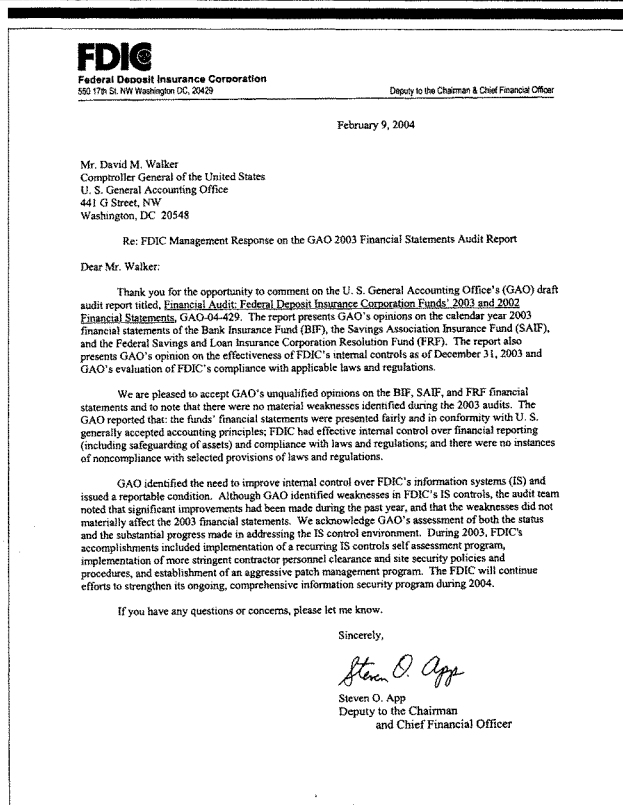 FDIC
Federal Deposit Insurance Corporation
550 17th St. NW Washington DC, 20429 Deputy to the Chairman & Chief Financial Officer
February 9, 2004
Mr. David M. Walker
Comptroller General of the United States
U. S. General Accounting Office
441 G Street, NW
Washington, DC 20548
Re: FDIC Management Response on the GAO 2003 Financial Statements Audit Report
Dear Mr. Walker:
Thank you for the opportunity to comment on the U. S. General Accounting Office's (GAO) draft
audit report titled, Financial Audit: Federal Deposit Insurance Corporation Funds' 2003 and 2002
Financial Statements, GAO-04-429. The report presents GAO's opinions on the calendar year 2003
financial statements of the Bank Insurance Fund (BIF), the Savings Association Insurance Fund (SAIF),
and the Federal Savings and Loan Insurance Corporation Resolution Fund (FRF). The report also
presents GAO's opinion on the effectiveness of FDIC's internal controls as of December 31, 2003 and
GAO's evaluation of FDIC's compliance with applicable laws and regulations.
We are pleased to accept GAO's unqualified opinions on the BIF, SAIF, and FRF financial
statements and to note that there were no material weaknesses identified during the 2003 audits. The
GAO reported that: the funds' financial statements were presented fairly and in conformity with U. S.
generally accepted accounting principles; FDIC had effective internal control over financial reporting
(including safeguarding of assets) and compliance with laws and regulations; and there were no instances
of noncompliance with selected provisions of laws and regulations.
GAO identified the need to improve internal control over FDIC's information systems (IS) and
issued a reportable condition. Although GAO identified weaknesses in FDIC's IS controls, the audit team
noted that significant improvements had been made during the past year, and that the weaknesses did not
materially affect the 2003 financial statements. We acknowledge GAO's assessment of both the status
and the substantial progress made in addressing the IS control environment. During 2003, FDIC's
accomplishments included implementation of a recurring IS controls self assessment program,
implementation of more stringent contractor personnel clearance and site security policies and
procedures, and establishment of an aggressive patch management program. The FDIC will continue
efforts to strengthen its ongoing, comprehensive information security program during 2004.
If you have any questions or concerns, please let me know.
Sincerely,
Steven O. App
Steven O. App
Deputy to the Chairman
and Chief Financial Officer